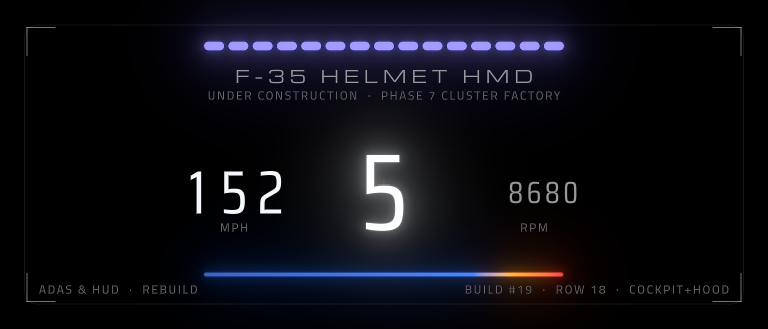 F-35 HELMET HMD
UNDER CONSTRUCTION · PHASE 7 CLUSTER FACTORY
152 5 8680
MPH RPM
ADAS & HUD · REBUILD BUILD #19 · ROW 18 · COCKPIT+HOOD